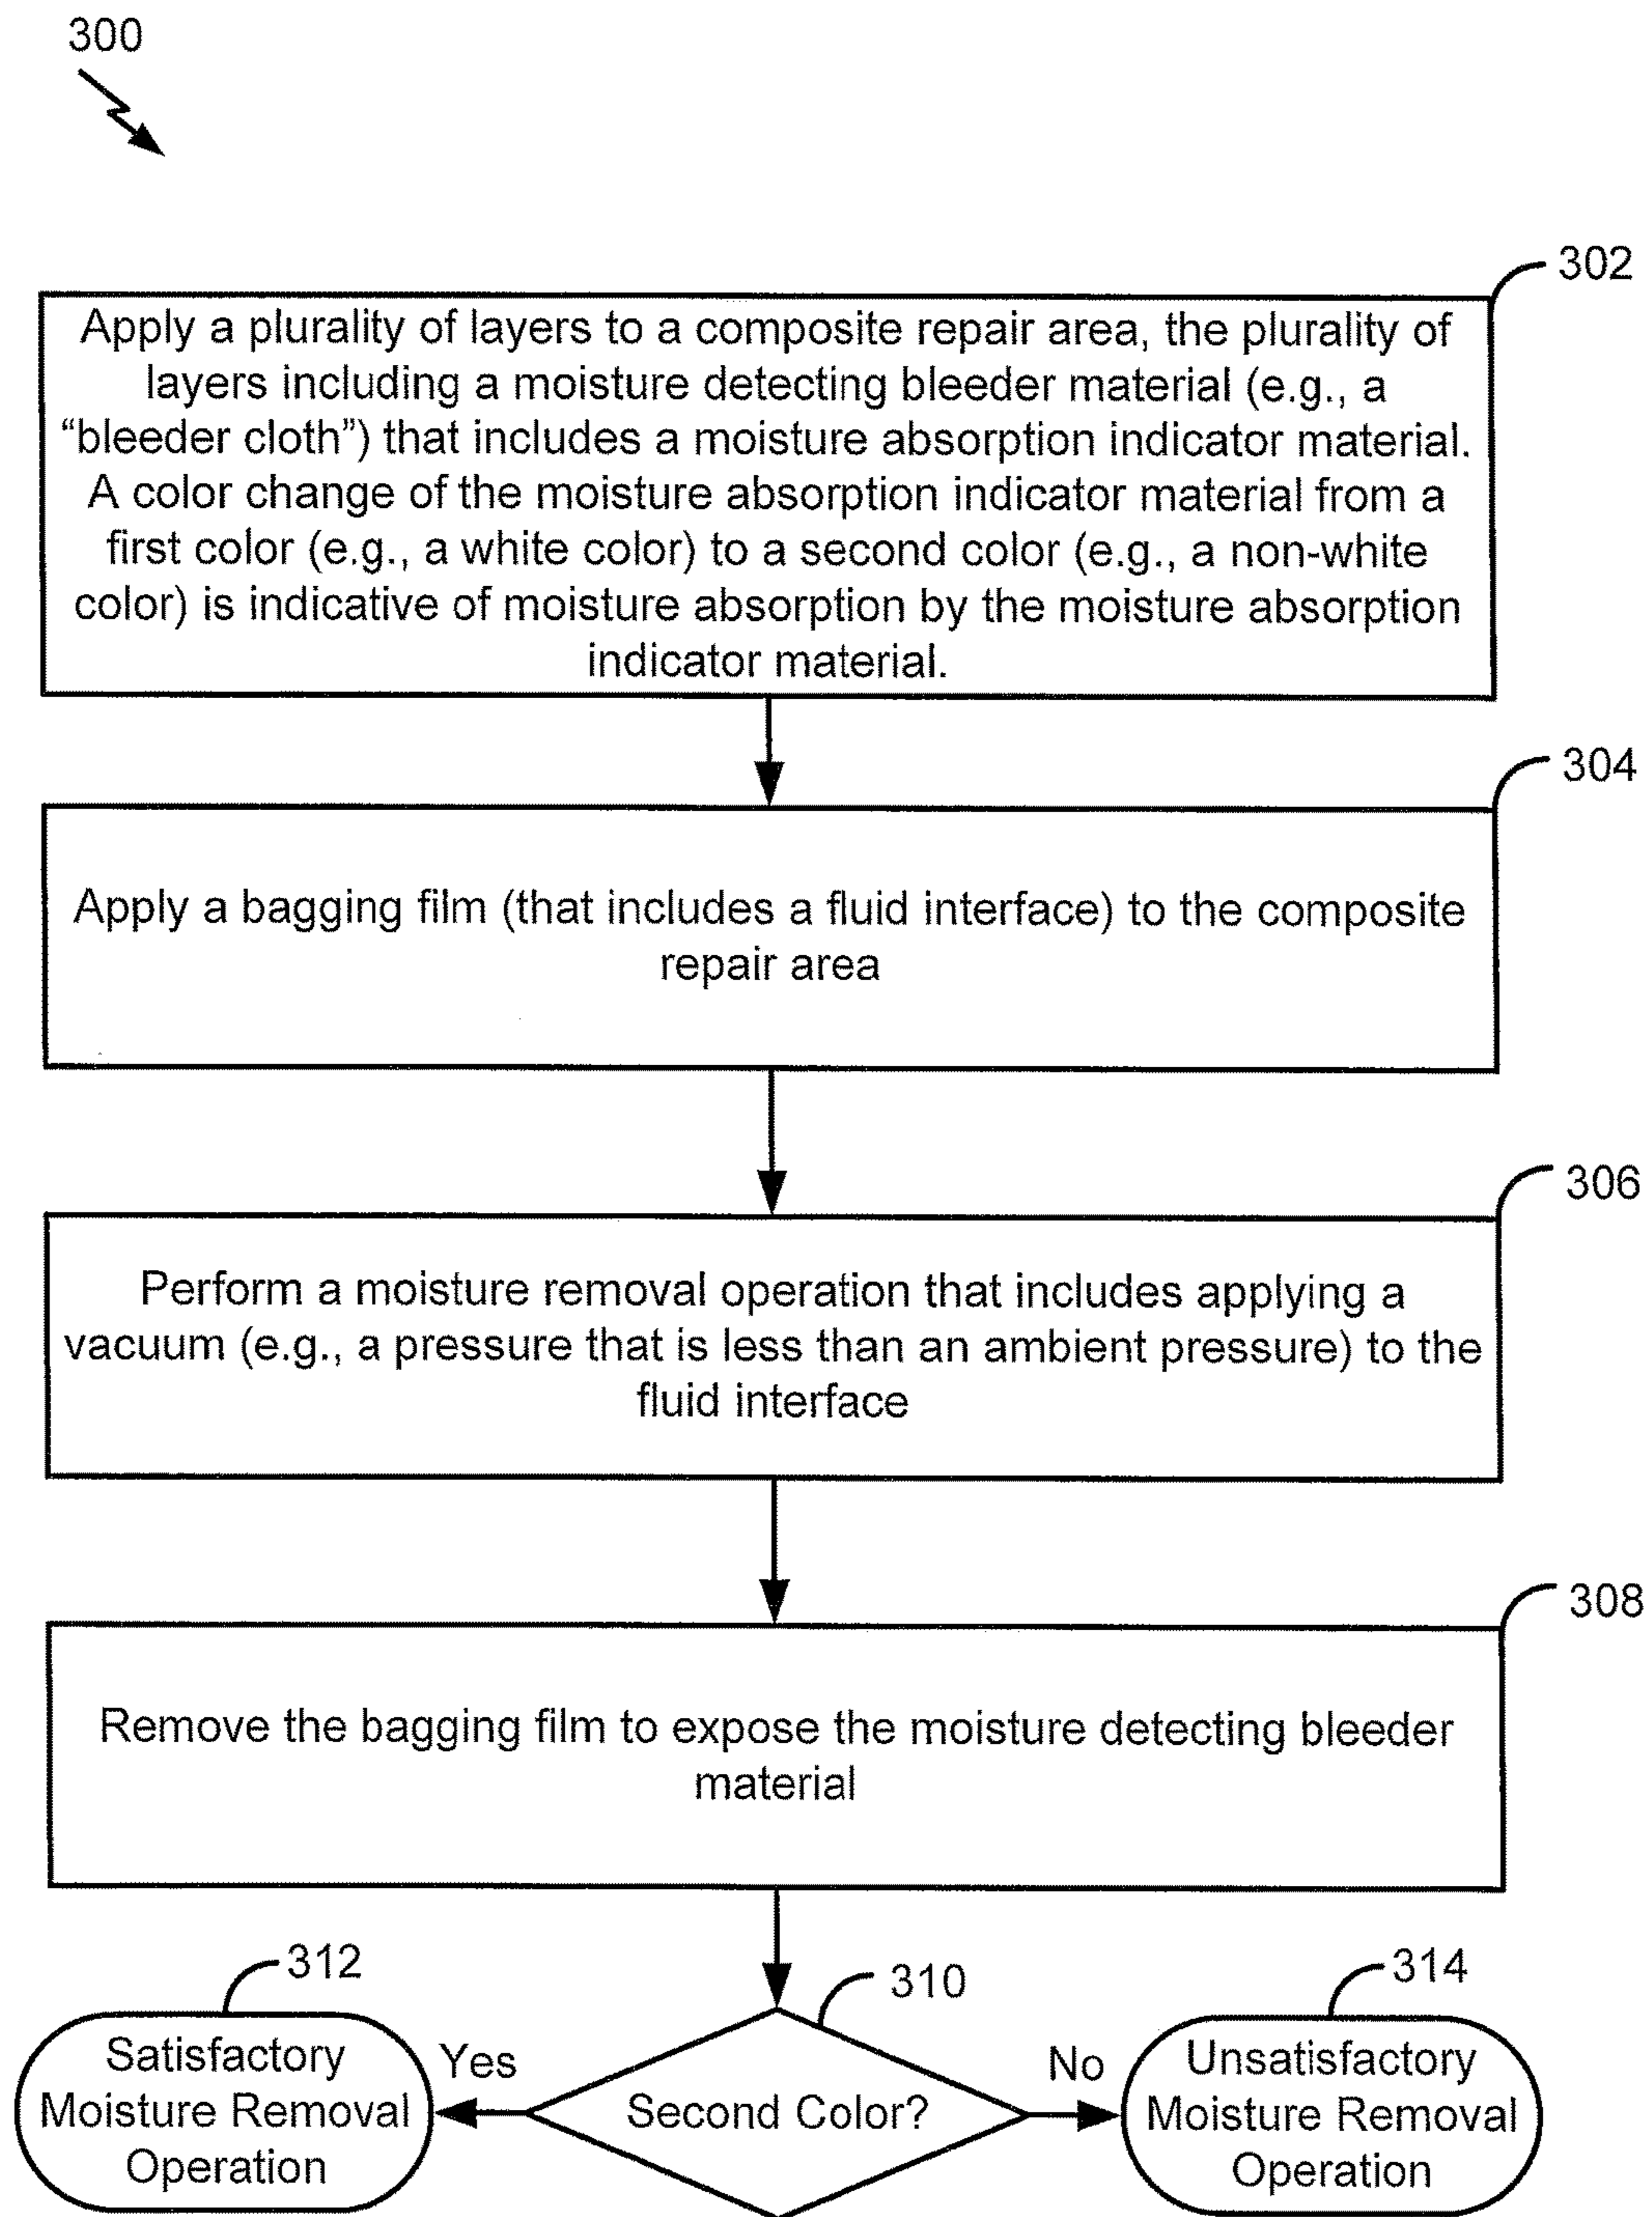 300
302
Apply a plurality of layers to a composite repair area, the plurality of
layers including a moisture detecting bleeder material (e.g., a
“bleeder cloth”) that includes a moisture absorption indicator material.
A color change of the moisture absorption indicator material from a
first color (e.g., a white color) to a second color (e.g., a non-white
color) is indicative of moisture absorption by the moisture absorption
indicator material.
304
Apply a bagging film (that includes a fluid interface) to the composite
repair area
306
Perform a moisture removal operation that includes applying a
vacuum (e.g., a pressure that is less than an ambient pressure) to the
fluid interface
308
Remove the bagging film to expose the moisture detecting bleeder
material
312
310
314
Satisfactory
Moisture Removal
Operation
Yes
Second Color?
No
Unsatisfactory
Moisture Removal
Operation